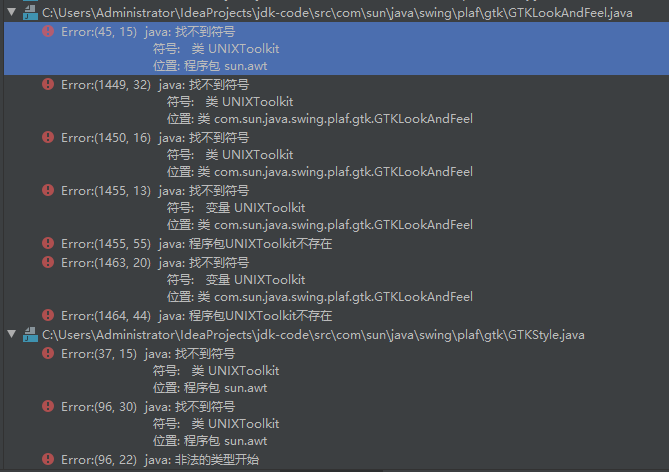 C:\Users\Administrator\IdeaProjects\jdk-code\src\com\sun\java\swing\plaf\gtk\GTKLookAndFeel.java
Error:(45, 15) java: 找不到符号
符号: 类 UNIXToolkit
位置: 程序包 sun.awt
Error:(1449, 32) java: 找不到符号
符号: 类 UNIXToolkit
位置: 类 com.sun.java.swing.plaf.gtk.GTKLookAndFeel
Error:(1450, 16) java: 找不到符号
符号: 类 UNIXToolkit
位置: 类 com.sun.java.swing.plaf.gtk.GTKLookAndFeel
Error:(1455, 13) java: 找不到符号
符号: 变量 UNIXToolkit
位置: 类 com.sun.java.swing.plaf.gtk.GTKLookAndFeel
Error:(1455, 55) java: 程序包UNIXToolkit不存在
Error:(1463, 20) java: 找不到符号
符号: 变量 UNIXToolkit
位置: 类 com.sun.java.swing.plaf.gtk.GTKLookAndFeel
Error:(1464, 44) java: 程序包UNIXToolkit不存在
C:\Users\Administrator\IdeaProjects\jdk-code\src\com\sun\java\swing\plaf\gtk\GTKStyle.java
Error:(37, 15) java: 找不到符号
符号: 类 UNIXToolkit
位置: 程序包 sun.awt
Error:(96, 30) java: 找不到符号
符号: 类 UNIXToolkit
位置: 程序包 sun.awt
Error:(96, 22) java: 非法的类型开始